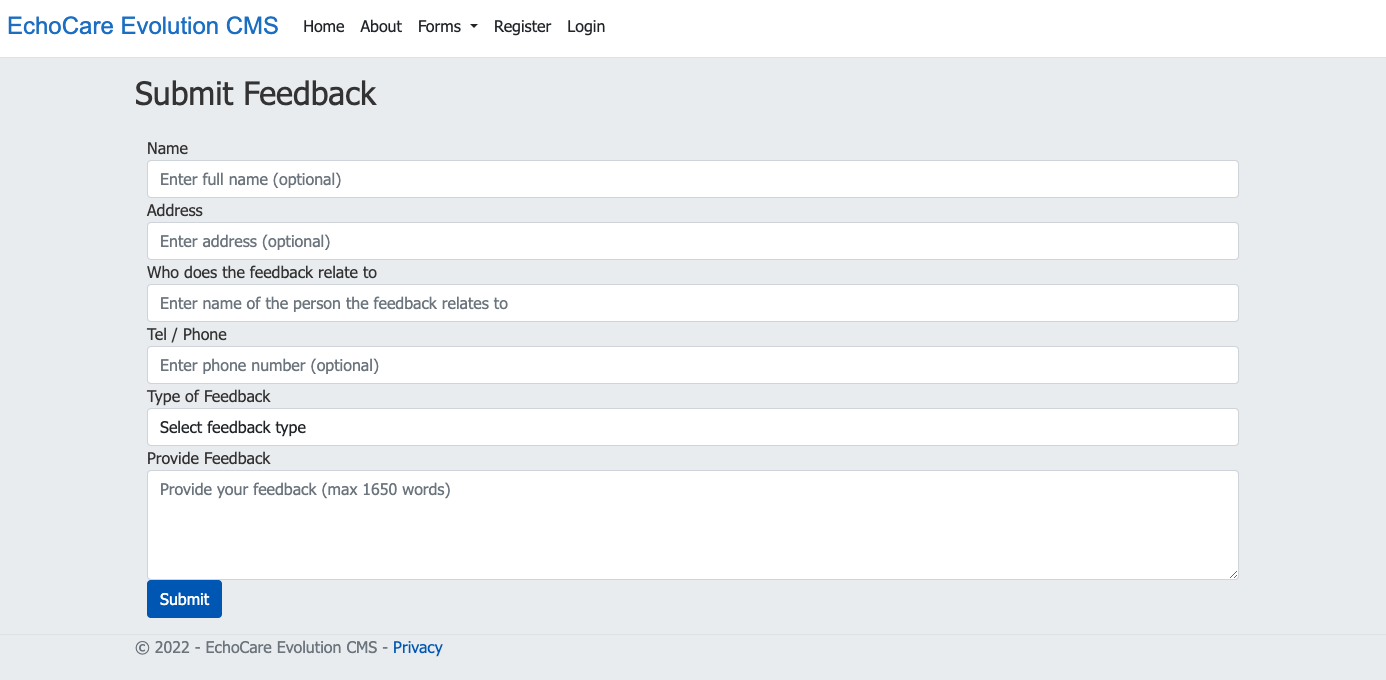 EchoCare Evolution CMS Home About Forms Register Login
Submit Feedback
Name
Enter full name (optional)
Address
Enter address (optional)
Who does the feedback relate to
Enter name of the person the feedback relates to
Tel / Phone
Enter phone number (optional)
Type of Feedback
Select feedback type
Provide Feedback
Provide your feedback (max 1650 words)
Submit
© 2022 - EchoCare Evolution CMS - Privacy